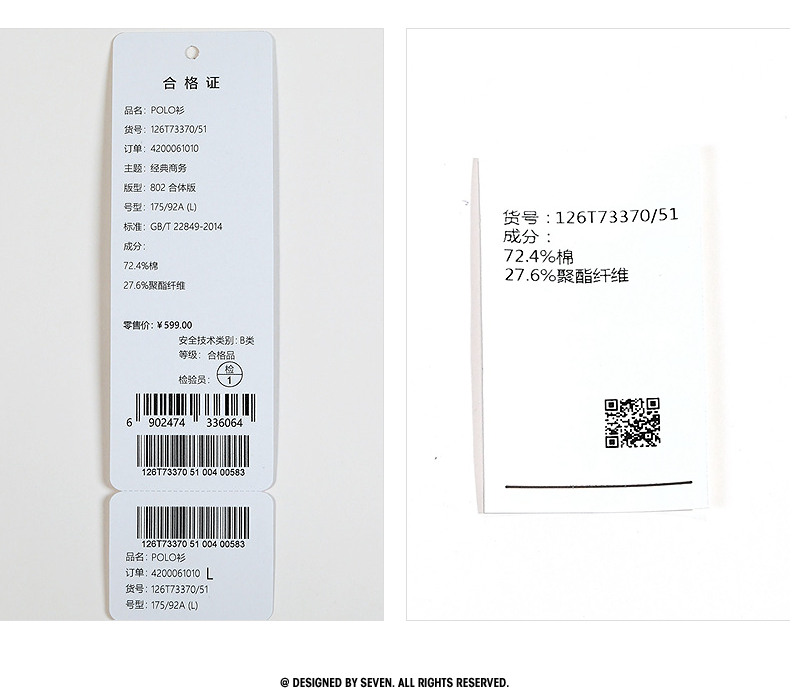 合格证
品名：POLO衫
货号：126T73370/51
订单：4200061010
主题：经典商务
版型：802 合体版
号型：175/92A (L)
标准：GB/T 22849-2014
成分：
72.4%棉
27.6%聚酯纤维
零售价：¥599.00
安全技术类别：B类
等级：合格品
检验员：检 1
6 902474 336064
126T73370 51 004 00583
126T73370 51 004 00583
品名：POLO衫
订单：4200061010 L
货号：126T73370/51
号型：175/92A (L)
货号：126T73370/51
成分：
72.4%棉
27.6%聚酯纤维
@ DESIGNED BY SEVEN. ALL RIGHTS RESERVED.